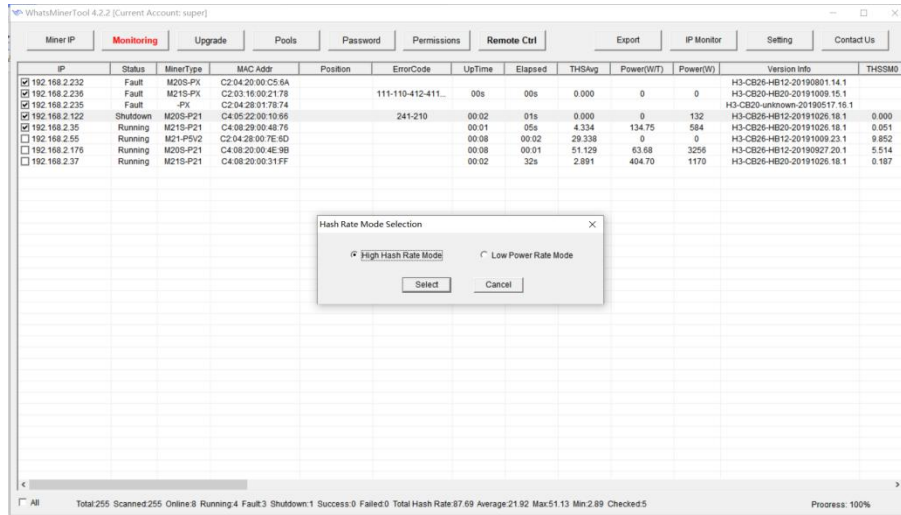 WhatsMinerTool 4.2.2 [Current Account: super]
Miner IP Monitoring Upgrade Pools Password Permissions Remote Ctrl Export IP Monitor Setting Contact Us
IP Status MinerType MAC Addr Position ErrorCode UpTime Elapsed THSAvg Power(W/T) Power(W) Version Info THSSM0
192.168.2.232 Fault M20S-PX C2:04:20:00:C5:6A H3-CB26-HB12-20190801.14.1
192.168.2.236 Fault M21S-PX C2:03:16:00:21:78 111-110-412-411... 00s 00s 0.000 0 0 H3-CB26-HB20-20191009.15.1
192.168.2.235 Fault -PX C2:04:28:01:78:74 H3-CB20-unknown-20190517.16.1
192.168.2.122 Shutdown M20S-P21 C4:05:22:00:10:66 241-210 00:02 01s 0.000 0 132 H3-CB26-HB12-20191026.18.1 0.000
192.168.2.35 Running M21S-P21 C4:08:29:00:48:76 00:01 05s 4.334 134.75 584 H3-CB26-HB20-20191026.18.1 0.051
192.168.2.55 Running M21-P5V2 C2:04:28:00:7E:6D 00:08 00:02 29.338 0 0 H3-CB26-HB12-20191009.23.1 9.852
192.168.2.176 Running M20S-P21 C4:08:20:00:4E:9B 00:08 00:01 51.129 63.68 3256 H3-CB26-HB12-20190927.20.1 5.514
192.168.2.37 Running M21S-P21 C4:08:20:00:31:FF 00:02 32s 2.891 404.70 1170 H3-CB26-HB20-20191026.18.1 0.187
Hash Rate Mode Selection
High Hash Rate Mode Low Power Rate Mode
Select Cancel
All Total:255 Scanned:255 Online:8 Running:4 Fault:3 Shutdown:1 Success:0 Failed:0 Total Hash Rate:87.69 Average:21.92 Max:51.13 Min:2.89 Checked:5 Progress: 100%